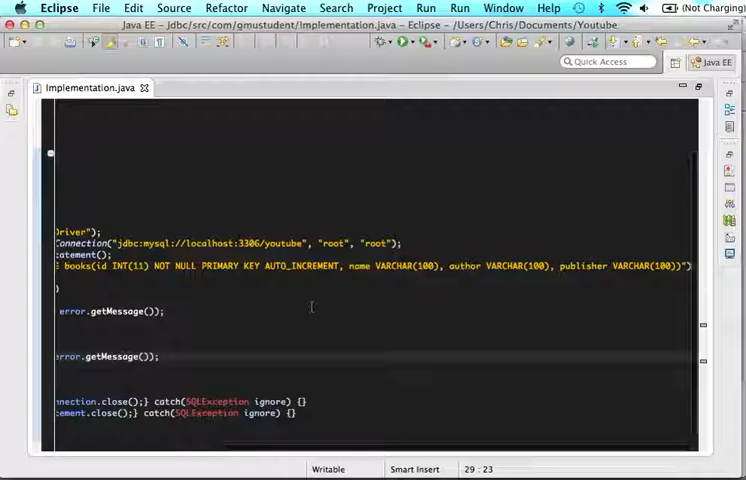 Eclipse File Edit Source Refactor Navigate Search Project Run Window Help (Not Charging)
Java EE - Jdbc/src/com/gmustudent/Implementation.java - Eclipse - /Users/Chris/Documents/Youtube
Quick Access Java EE
Implementation.java
Driver");
Connection("jdbc:mysql://localhost:3306/youtube", "root", "root");
atement();
E books(id INT(11) NOT NULL PRIMARY KEY AUTO_INCREMENT, name VARCHAR(100), author VARCHAR(100), publisher VARCHAR(100))")
)
error.getMessage());
error.getMessage());
nnection.close();} catch(SQLException ignore) {}
tement.close();} catch(SQLException ignore) {}
Writable Smart Insert 29 : 23